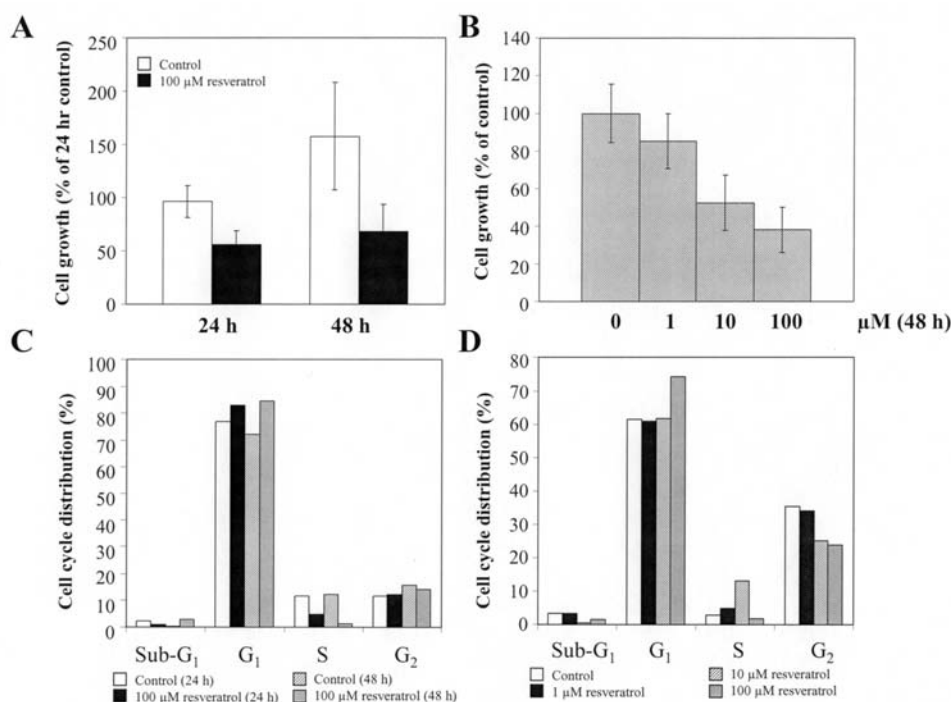 A
Cell growth (% of 24 hr control)
250
200
150
100
50
0
Control
100 µM resveratrol
24 h
48 h
B
Cell growth (% of control)
140
120
100
80
60
40
20
0
0
1
10
100
µM (48 h)
C
Cell cycle distribution (%)
100
90
80
70
60
50
40
30
20
10
0
Sub-G₁
G₁
S
G₂
Control (24 h)
100 µM resveratrol (24 h)
Control (48 h)
100 µM resveratrol (48 h)
D
Cell cycle distribution (%)
80
70
60
50
40
30
20
10
0
Sub-G₁
G₁
S
G₂
Control
1 µM resveratrol
10 µM resveratrol
100 µM resveratrol